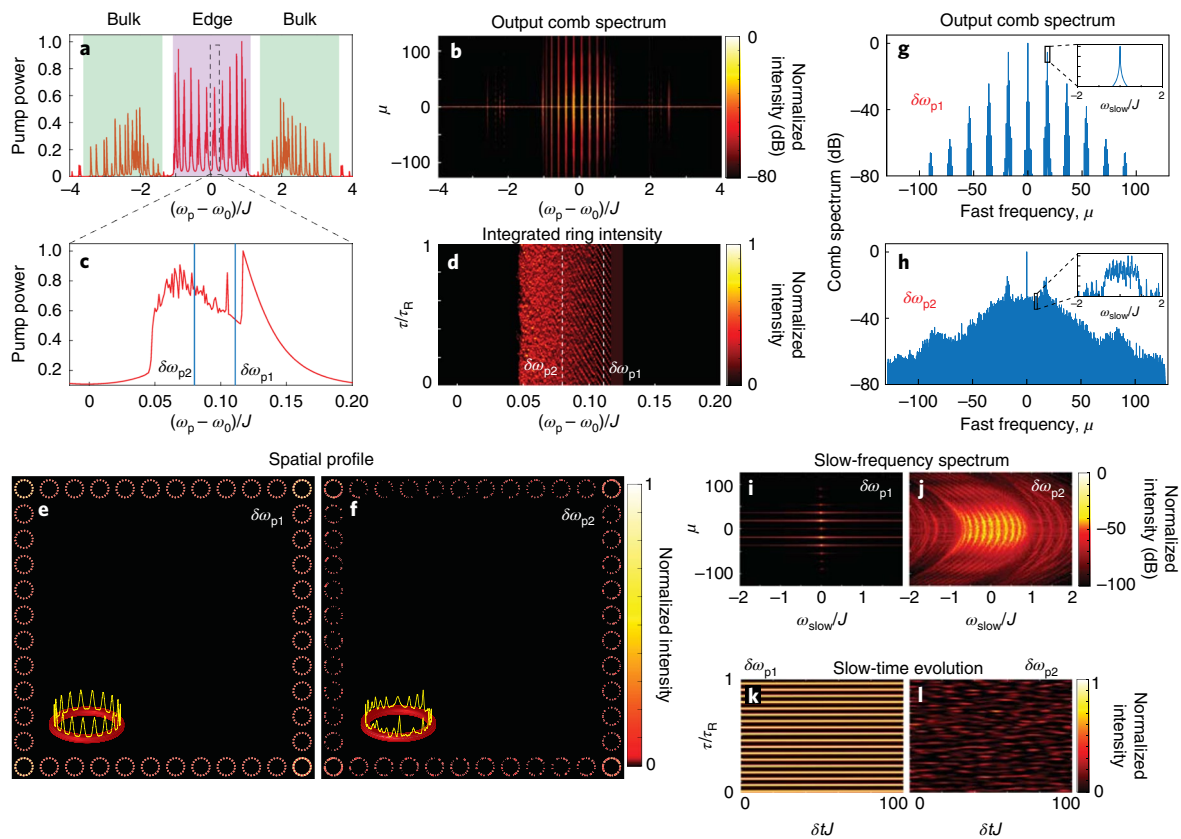 Bulk Edge Bulk
a
Pump power
1.0
0.8
0.6
0.4
0.2
0
−4 −2 0 2 4
(ωp − ω0)/J
Output comb spectrum
b
μ
100
0
−100
−4 −2 0 2 4
(ωp − ω0)/J
0
−80
Normalized
intensity (dB)
Output comb spectrum
g
δωp1
0
−40
−80
−2 2
ωslow/J
−100 −50 0 50 100
Fast frequency, μ
Comb spectrum (dB)
c
Pump power
1.0
0.8
0.6
0.4
0.2
δωp2
δωp1
0 0.05 0.10 0.15 0.20
(ωp − ω0)/J
Integrated ring intensity
d
τ/τR
1
0
δωp2
δωp1
0 0.05 0.10 0.15 0.20
(ωp − ω0)/J
1
0
Normalized
intensity
h
δωp2
0
−40
−80
−2 2
ωslow/J
−100 −50 0 50 100
Fast frequency, μ
Spatial profile
e
δωp1
f
δωp2
1
0
Normalized intensity
Slow-frequency spectrum
i
δωp1
j
δωp2
μ
100
0
−100
−2 −1 0 1 2
ωslow/J
−2 0 2
ωslow/J
0
−50
−100
Normalized
intensity (dB)
δωp1 Slow-time evolution δωp2
k
l
τ/τR
1
0
0 100
δtJ
0 100
δtJ
1
0
Normalized
intensity